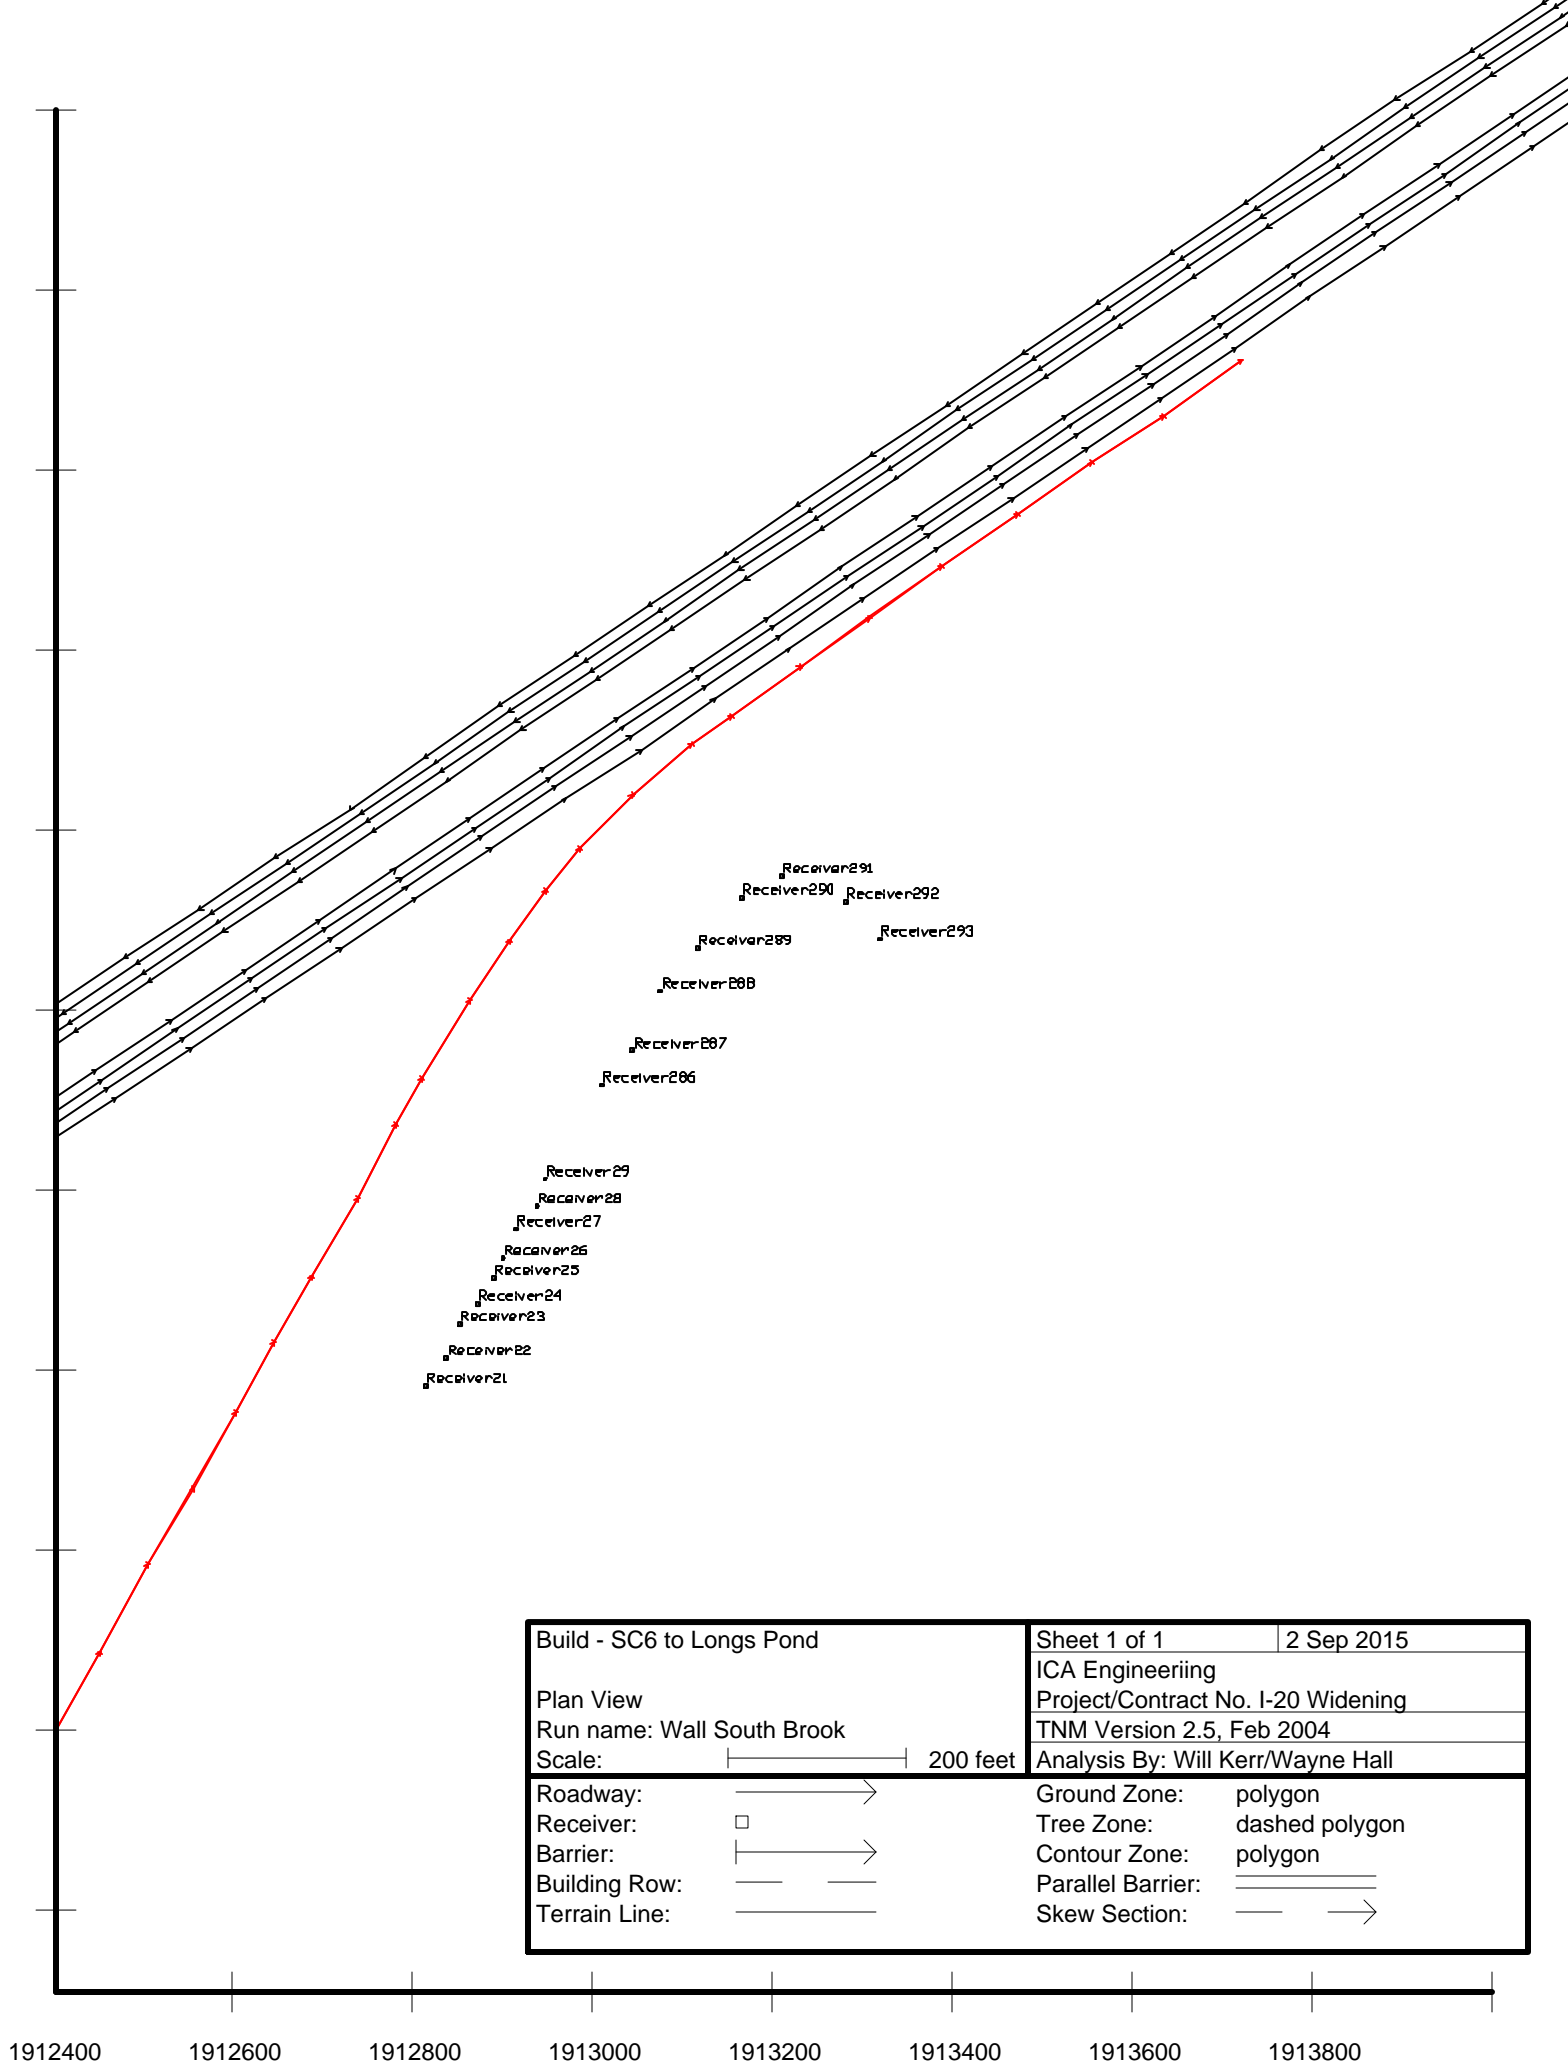 Receiver291
Receiver290
Receiver292
Receiver293
Receiver289
Receiver288
Receiver287
Receiver286
Receiver29
Receiver28
Receiver27
Receiver26
Receiver25
Receiver24
Receiver23
Receiver22
Receiver21
Build - SC6 to Longs Pond
Sheet 1 of 1 2 Sep 2015
ICA Engineeriing
Plan View
Project/Contract No. I-20 Widening
Run name: Wall South Brook
TNM Version 2.5, Feb 2004
Scale: 200 feet
Analysis By: Will Kerr/Wayne Hall
Roadway:
Ground Zone: polygon
Receiver:
Tree Zone: dashed polygon
Barrier:
Contour Zone: polygon
Building Row:
Parallel Barrier:
Terrain Line:
Skew Section:
1912400 1912600 1912800 1913000 1913200 1913400 1913600 1913800